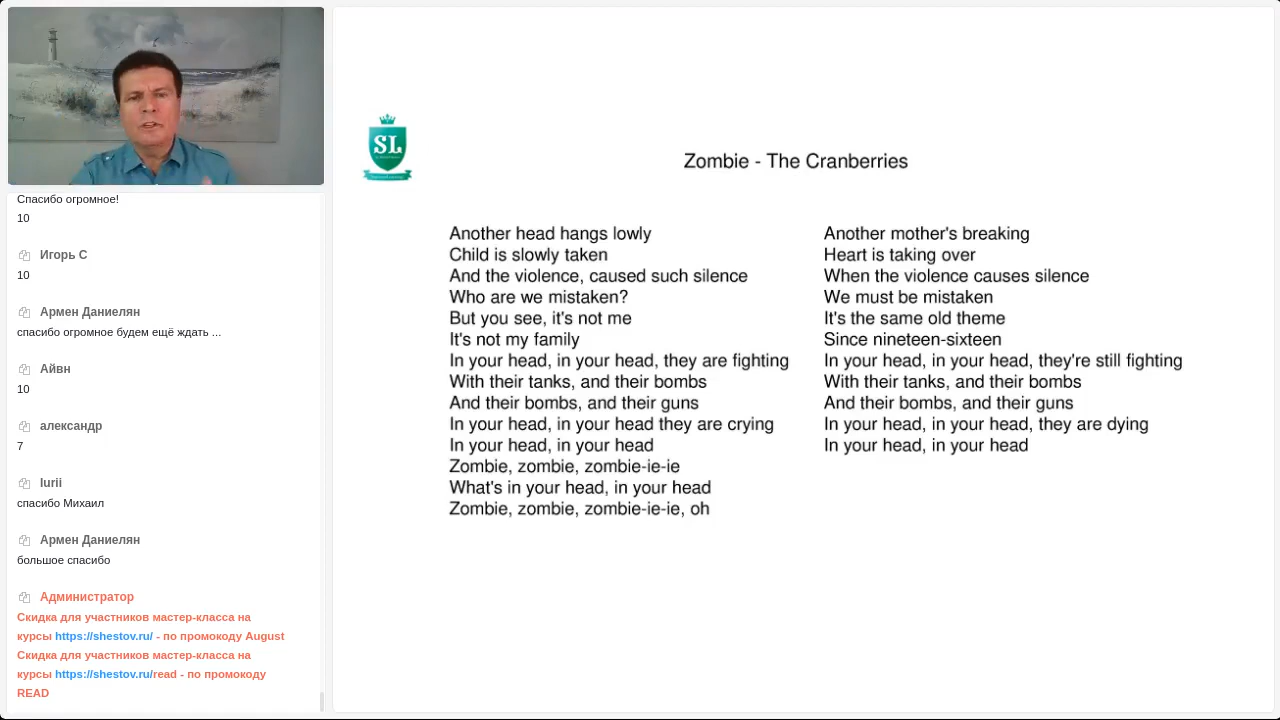 Спасибо огромное!
10
Игорь С
10
Армен Даниелян
спасибо огромное будем ещё ждать ...
Айвн
10
александр
7
Iurii
спасибо Михаил
Армен Даниелян
большое спасибо
Администратор
Скидка для участников мастер-класса на
курсы https://shestov.ru/ - по промокоду August
Скидка для участников мастер-класса на
курсы https://shestov.ru/read - по промокоду
READ
SL
Zombie - The Cranberries
Another head hangs lowly
Child is slowly taken
And the violence, caused such silence
Who are we mistaken?
But you see, it's not me
It's not my family
In your head, in your head, they are fighting
With their tanks, and their bombs
And their bombs, and their guns
In your head, in your head they are crying
In your head, in your head
Zombie, zombie, zombie-ie-ie
What's in your head, in your head
Zombie, zombie, zombie-ie-ie, oh
Another mother's breaking
Heart is taking over
When the violence causes silence
We must be mistaken
It's the same old theme
Since nineteen-sixteen
In your head, in your head, they're still fighting
With their tanks, and their bombs
And their bombs, and their guns
In your head, in your head, they are dying
In your head, in your head